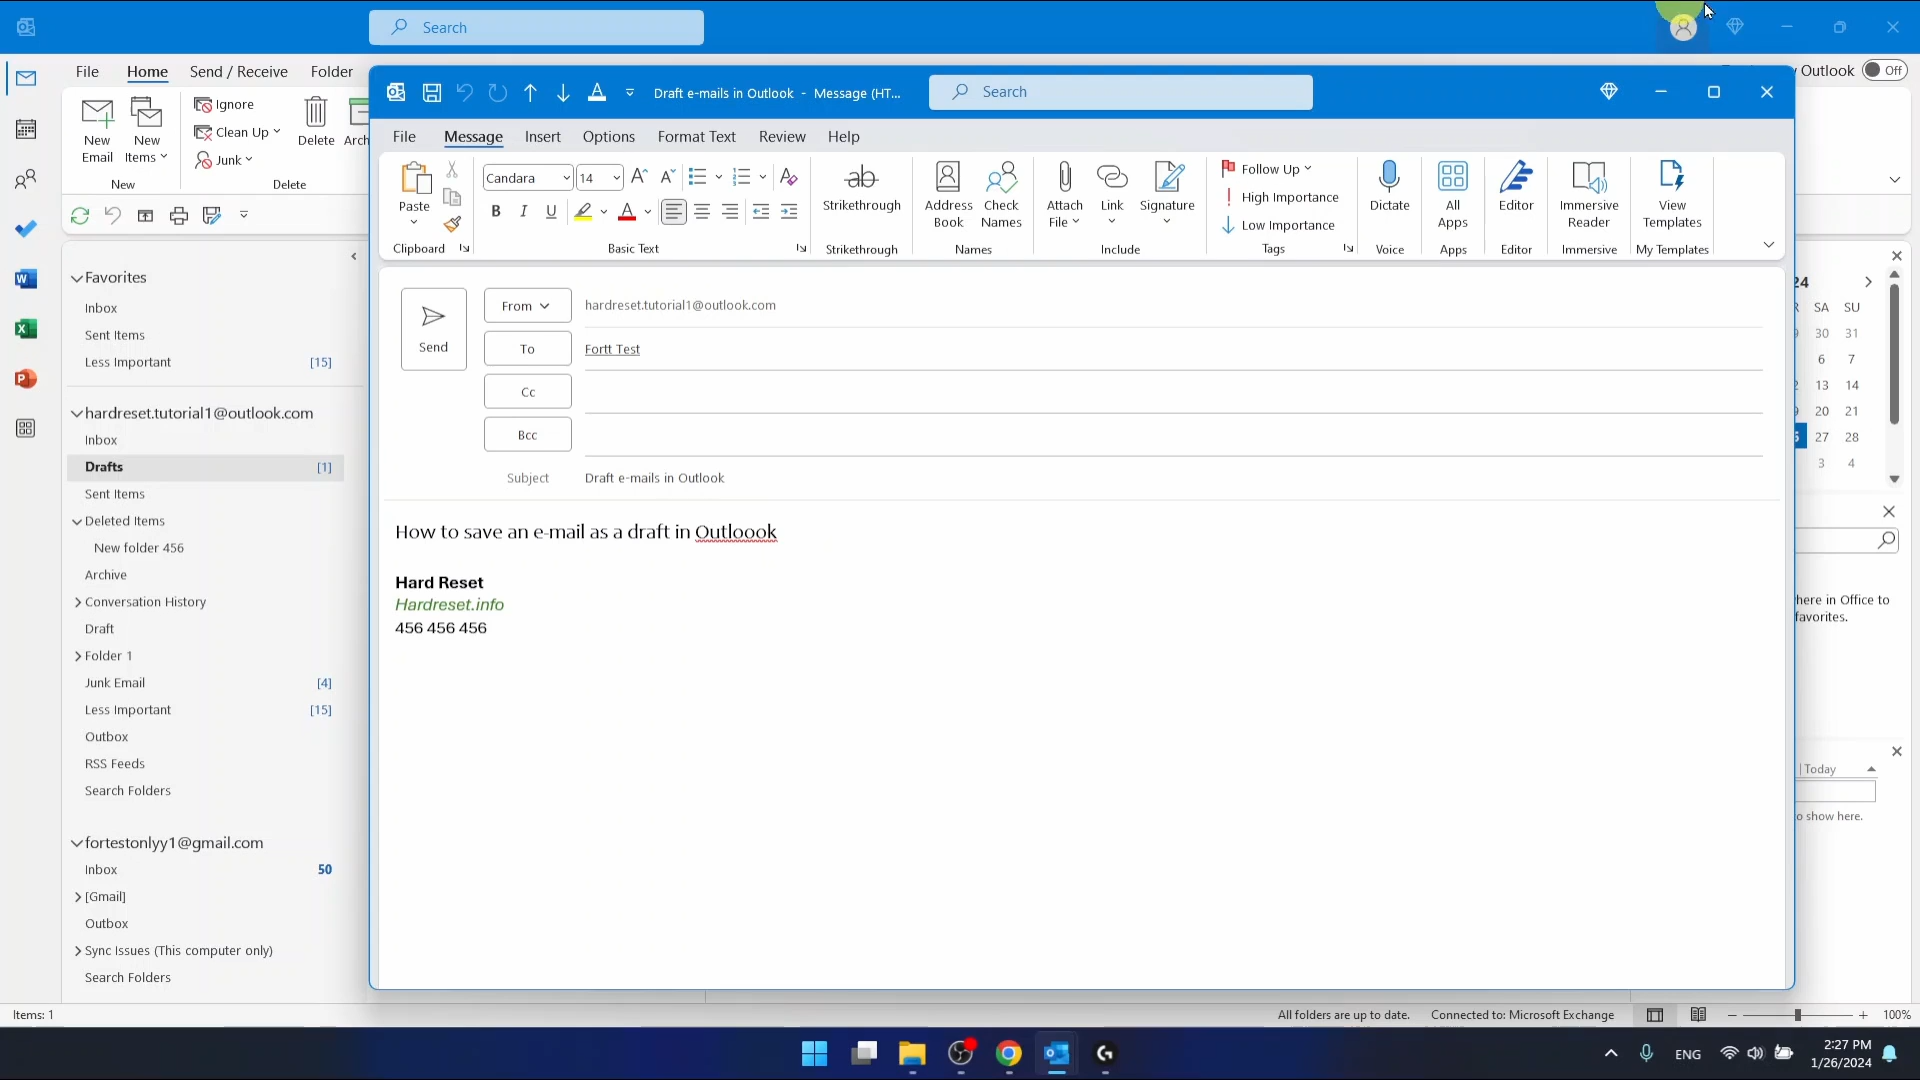 Search
File Home Send / Receive Folder
Outlook Off
New Email
New Items
Ignore
Clean Up
Junk
Delete
New
Delete
Draft e-mails in Outlook - Message (HT...
Search
File Message Insert Options Format Text Review Help
Paste
Clipboard
Candara 14
B I U
Basic Text
ab
Strikethrough
Strikethrough
Address Book
Check Names
Names
Attach File
Link
Signature
Include
Follow Up
High Importance
Low Importance
Tags
Dictate
Voice
All Apps
Apps
Editor
Editor
Immersive Reader
Immersive
View Templates
My Templates
Favorites
Inbox
Sent Items
Less Important [15]
hardreset.tutorial1@outlook.com
Inbox
Drafts [1]
Sent Items
Deleted Items
New folder 456
Archive
Conversation History
Draft
Folder 1
Junk Email [4]
Less Important [15]
Outbox
RSS Feeds
Search Folders
fortestonlyy1@gmail.com
Inbox 50
[Gmail]
Outbox
Sync Issues (This computer only)
Search Folders
Send
From hardreset.tutorial1@outlook.com
To Fortt Test
Cc
Bcc
Subject Draft e-mails in Outlook
How to save an e-mail as a draft in Outloook
Hard Reset
Hardreset.info
456 456 456
24
SA SU
30 31
6 7
13 14
20 21
27 28
3 4
here in Office to
favorites.
Today
o show here.
Items: 1
All folders are up to date. Connected to: Microsoft Exchange 100%
ENG
2:27 PM
1/26/2024